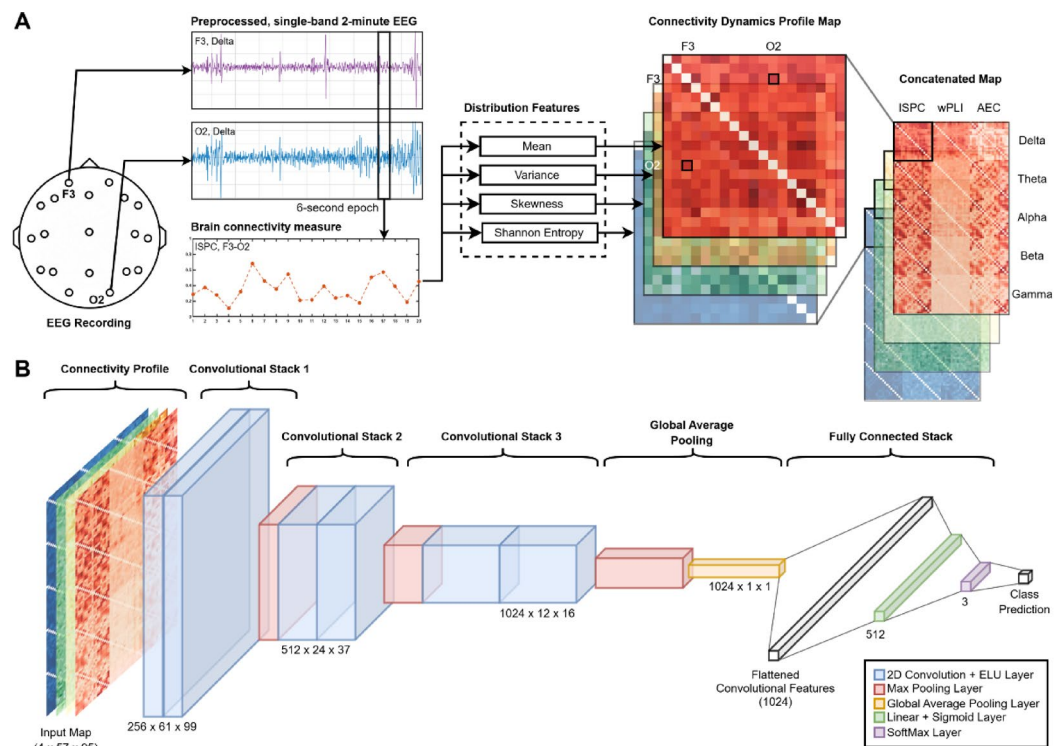 A
Preprocessed, single-band 2-minute EEG
F3, Delta
O2, Delta
6-second epoch
F3
O2
EEG Recording
Brain connectivity measure
ISPC, F3-O2
Distribution Features
Mean
Variance
Skewness
Shannon Entropy
Connectivity Dynamics Profile Map
F3 O2
F3
O2
Concatenated Map
ISPC wPLI AEC
Delta
Theta
Alpha
Beta
Gamma
B
Connectivity Profile
Convolutional Stack 1
Convolutional Stack 2
Convolutional Stack 3
Global Average
Pooling
Fully Connected Stack
Input Map
256 x 61 x 99
512 x 24 x 37
1024 x 12 x 16
1024 x 1 x 1
Flattened
Convolutional Features
(1024)
512
3
Class
Prediction
2D Convolution + ELU Layer
Max Pooling Layer
Global Average Pooling Layer
Linear + Sigmoid Layer
SoftMax Layer